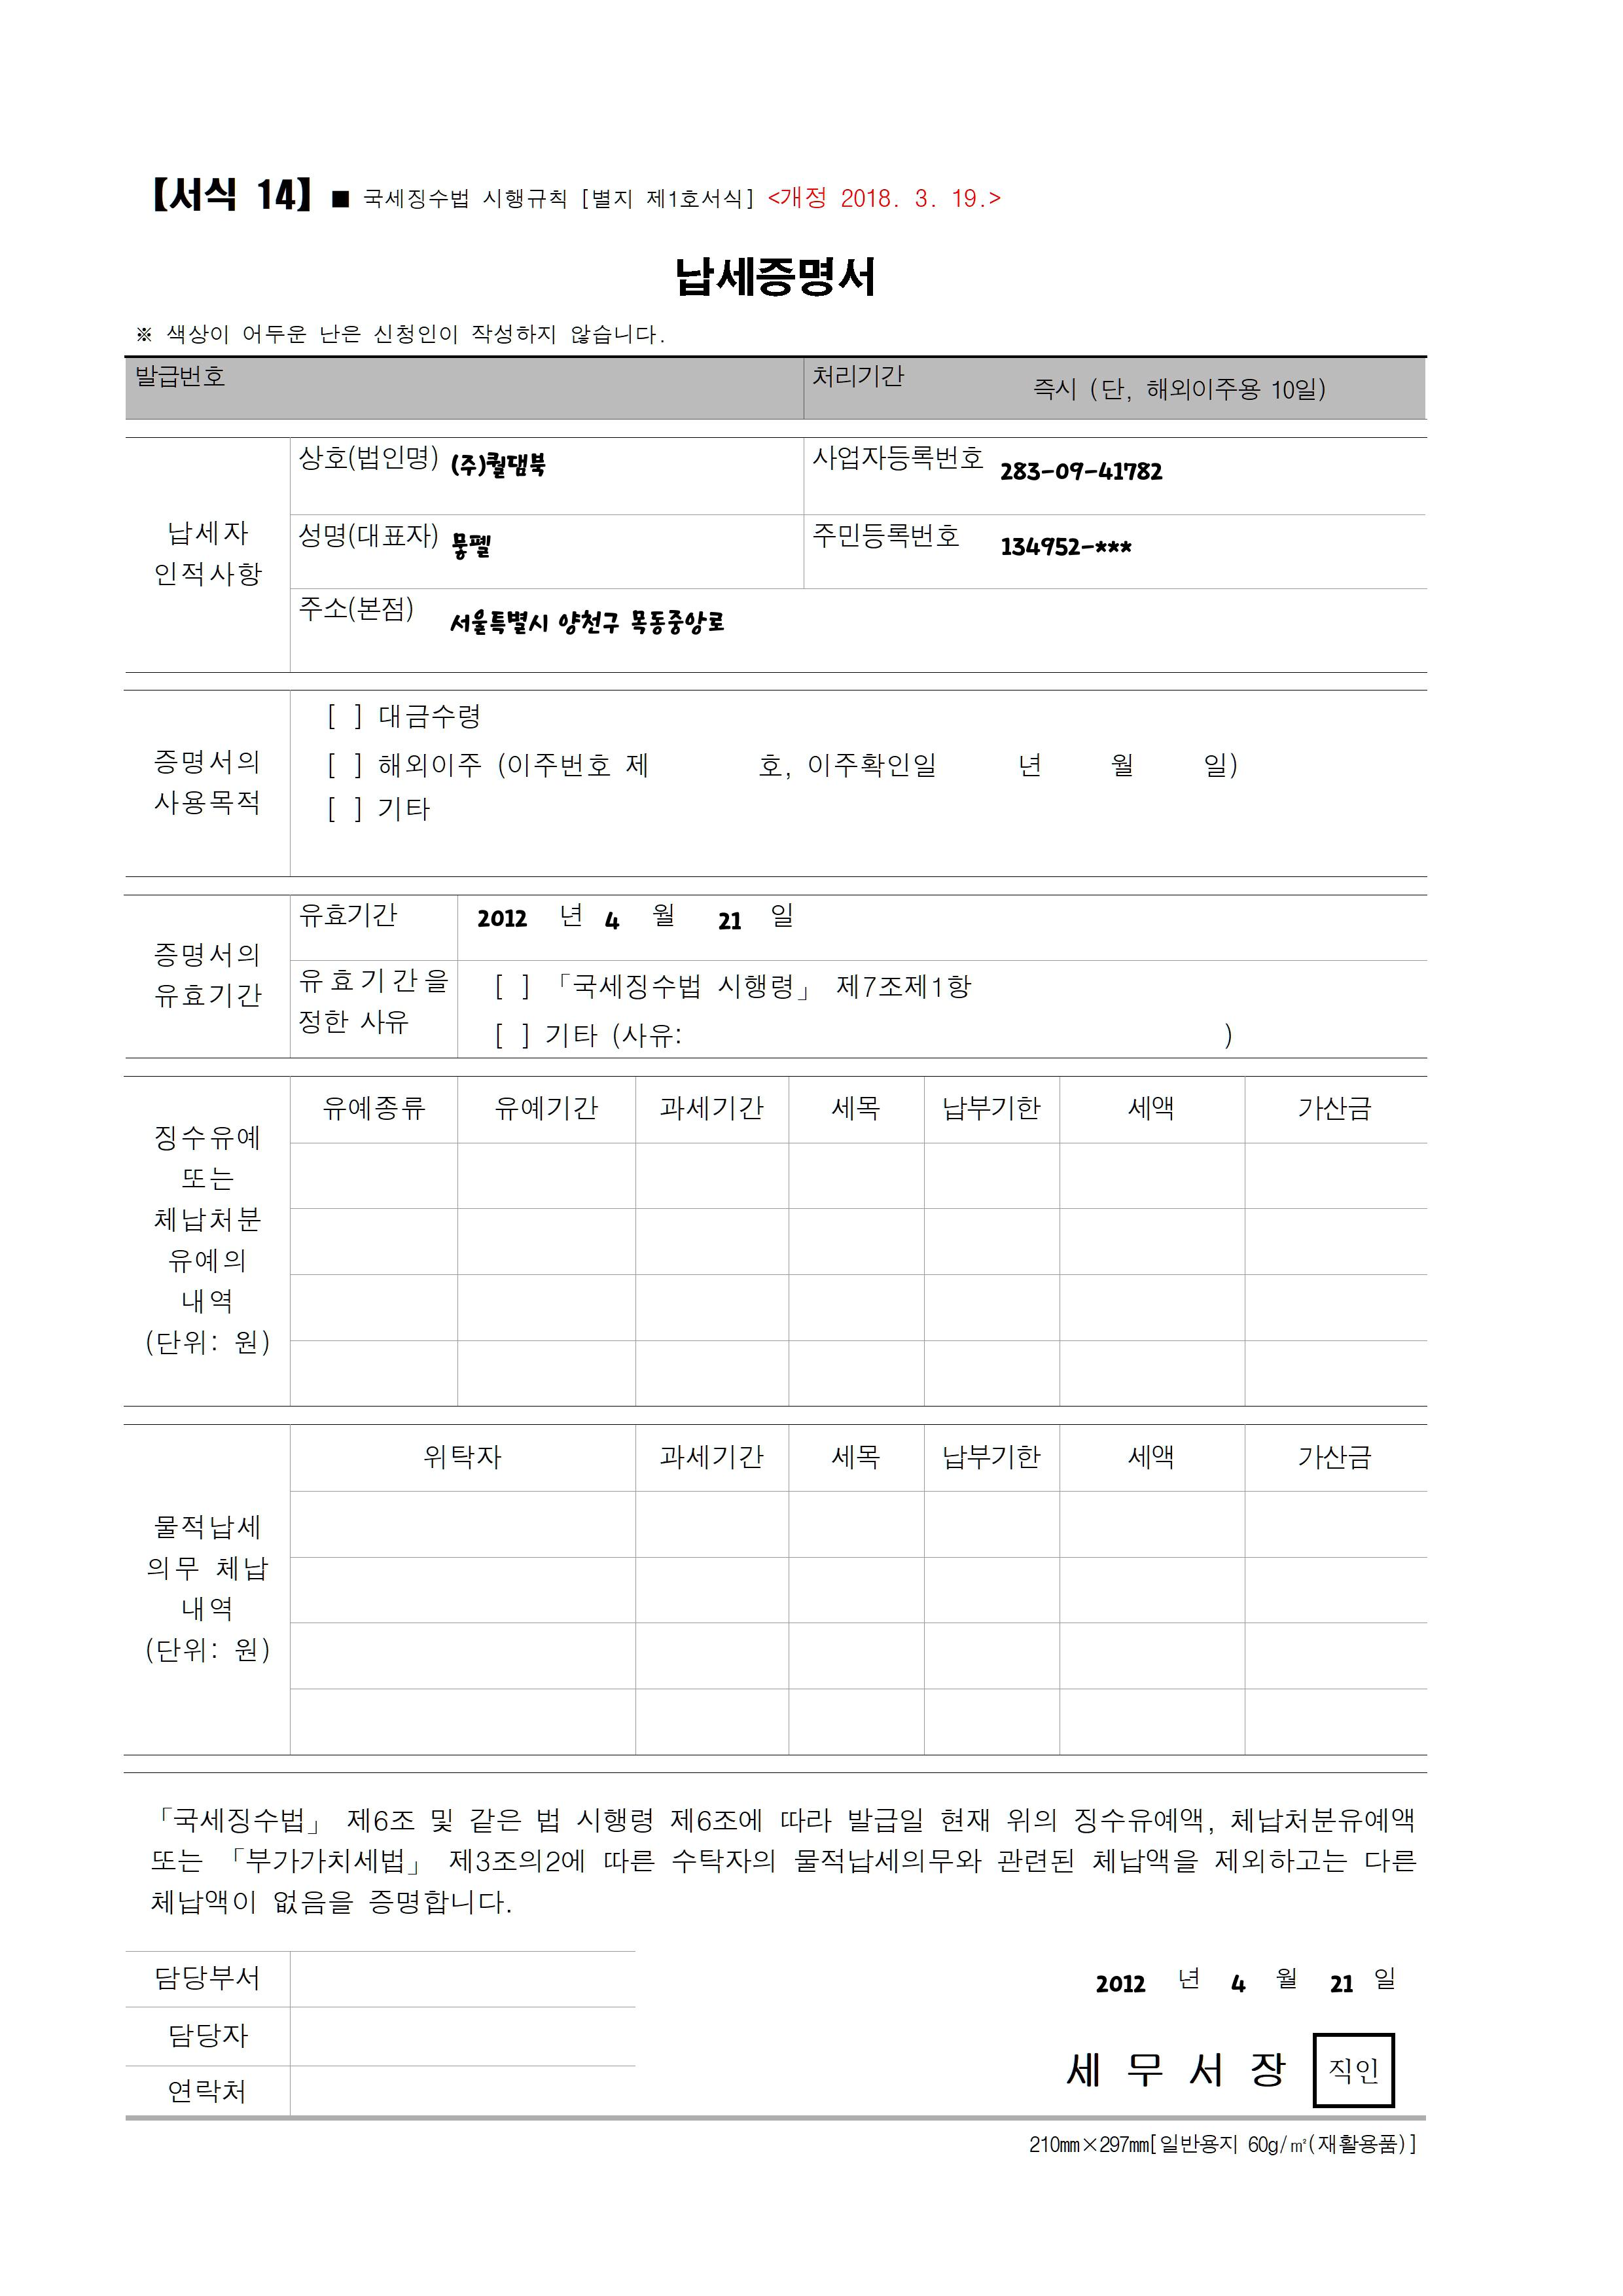 【서식 14】 ■ 국세징수법 시행규칙 [별지 제1호서식] <개정 2018. 3. 19.>
납세증명서
※ 색상이 어두운 난은 신청인이 작성하지 않습니다.
발급번호 처리기간 즉시 (단, 해외이주용 10일)
납세자
인적사항
상호(법인명) (주)퀄댐북 사업자등록번호 283-09-41782
성명(대표자) 뭉폘 주민등록번호 134952-***
주소(본점) 서울특별시 양천구 목동중앙로
증명서의
사용목적
[ ] 대금수령
[ ] 해외이주 (이주번호 제 호, 이주확인일 년 월 일)
[ ] 기타
증명서의
유효기간
유효기간 2012 년 4 월 21 일
유효기간을
정한 사유
[ ] 「국세징수법 시행령」 제7조제1항
[ ] 기타 (사유: )
징수유예
또는
체납처분
유예의
내역
(단위: 원)
유예종류 유예기간 과세기간 세목 납부기한 세액 가산금
물적납세
의무 체납
내역
(단위: 원)
위탁자 과세기간 세목 납부기한 세액 가산금
「국세징수법」 제6조 및 같은 법 시행령 제6조에 따라 발급일 현재 위의 징수유예액, 체납처분유예액
또는 「부가가치세법」 제3조의2에 따른 수탁자의 물적납세의무와 관련된 체납액을 제외하고는 다른
체납액이 없음을 증명합니다.
담당부서
담당자
연락처
2012 년 4 월 21 일
세 무 서 장 직인
210㎜×297㎜[일반용지 60g/㎡(재활용품)]